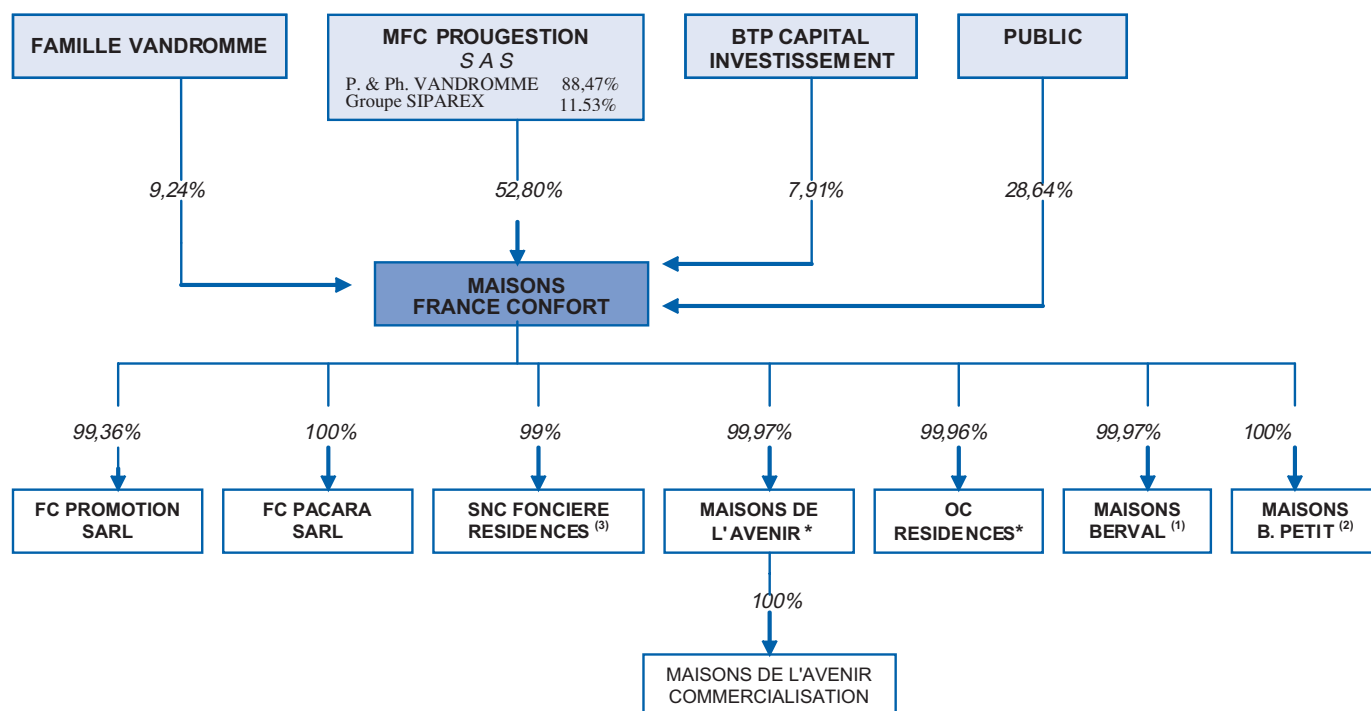 FAMILLE VANDROMME
MFC PROUGESTION
S A S
P. & Ph. VANDROMME 88,47%
Groupe SIPAREX 11.53%
BTP CAPITAL
INVESTISSEMENT
PUBLIC
9,24%
52,80%
7,91%
28,64%
MAISONS
FRANCE CONFORT
99,36%
100%
99%
99,97%
99,96%
99,97%
100%
FC PROMOTION
SARL
FC PACARA
SARL
SNC FONCIERE
RESIDENCES (3)
MAISONS DE
L'AVENIR *
OC
RESIDENCES*
MAISONS
BERVAL (1)
MAISONS
B. PETIT (2)
100%
MAISONS DE L'AVENIR
COMMERCIALISATION